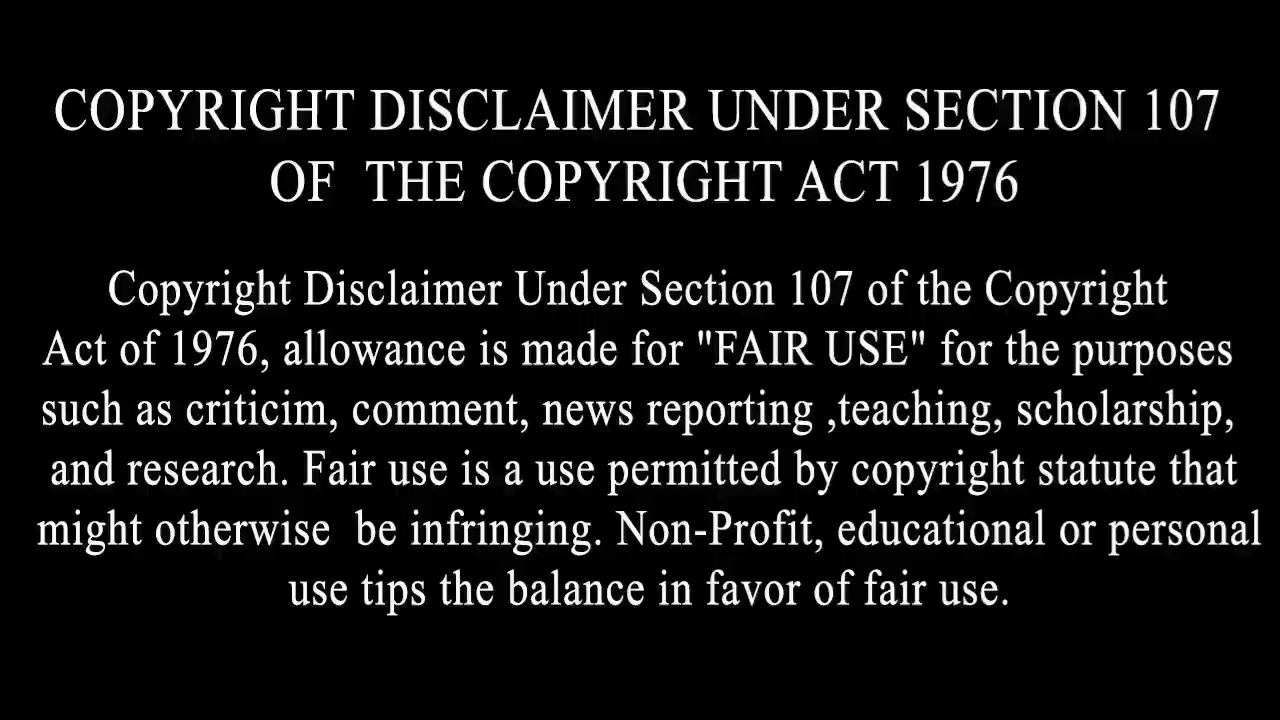 COPYRIGHT DISCLAIMER UNDER SECTION 107
OF THE COPYRIGHT ACT 1976
Copyright Disclaimer Under Section 107 of the Copyright
Act of 1976, allowance is made for "FAIR USE" for the purposes
such as criticim, comment, news reporting ,teaching, scholarship,
and research. Fair use is a use permitted by copyright statute that
might otherwise be infringing. Non-Profit, educational or personal
use tips the balance in favor of fair use.